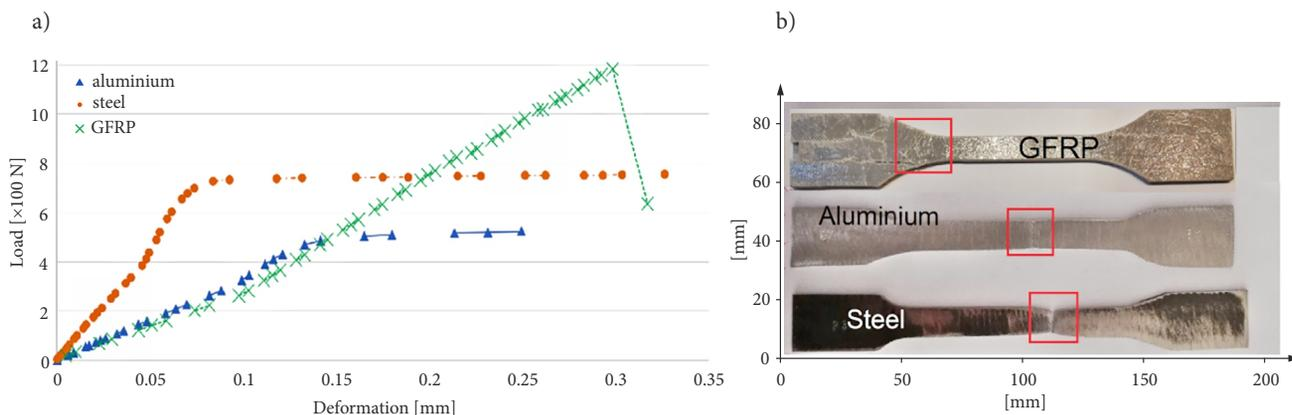 a)
12
10
8
6
4
2
0
Load [×100 N]
aluminium
steel
GFRP
0 0.05 0.1 0.15 0.2 0.25 0.3 0.35
Deformation [mm]
b)
80
60
40
20
0
[mm]
GFRP
Aluminium
Steel
0 50 100 150 200
[mm]